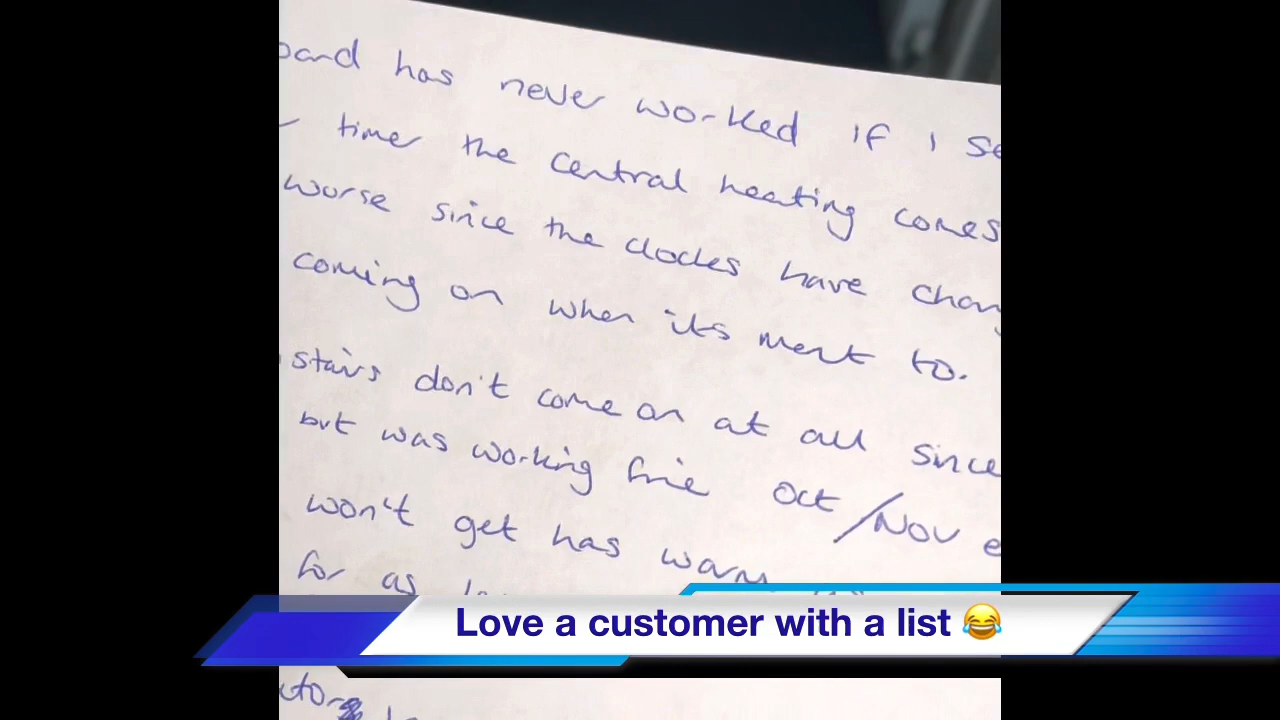 oard has never worked if i se
time the central heating comes
worse since the clocks have chan
coming on when its ment to.
stairs don't come on at all since
but was working fine Oct/Nov e
won't get has warm
for as
Love a customer with a list 😂